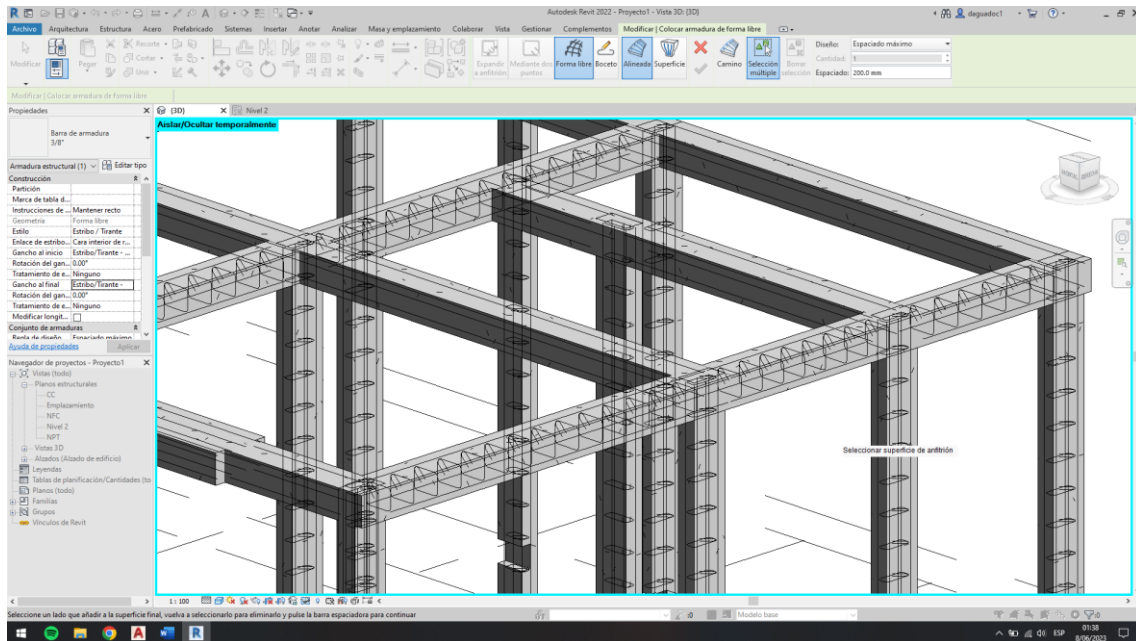 Autodesk Revit 2022 - Proyecto1 - Vista 3D: {3D}
deguadoc1
Archivo Arquitectura Estructura Acero Prefabricado Sistemas Insertar Anotar Analizar Masa y emplazamiento Colaborar Vista Gestionar Complementos Modificar | Colocar armadura de forma libre
Modificar
Pegar
Recorte
Cortar
Unir
Expandir a anfitrión
Mediante dos puntos
Forma libre
Boceto
Alineada
Superficie
Camino
Selección múltiple
Borrar selección
Diseño: Espaciado máximo
Cantidad: 1
Espaciado: 200.0 mm
Modificar | Colocar armadura de forma libre
Propiedades
{3D}
Nivel 2
Aislar/Ocultar temporalmente
Barra de armadura
3/8"
Armadura estructural (1)
Editar tipo
Construcción
Partición
Marca de tabla d...
Instrucciones de ... Mantener recto
Geometría Forma libre
Estilo Estribo / Tirante
Enlace de estribo... Cara interior de r...
Gancho al inicio Estribo/Tirante - ...
Rotación del gan... 0.00°
Tratamiento de e... Ninguno
Gancho al final Estribo/Tirante -
Rotación del gan... 0.00°
Tratamiento de e... Ninguno
Modificar longit...
Conjunto de armaduras
Regla de diseño Espaciado máximo
Ayuda de propiedades Aplicar
Navegador de proyectos - Proyecto1
Vistas (todo)
Planos estructurales
CC
Emplazamiento
NFC
Nivel 2
NPT
Vistas 3D
Alzados (Alzado de edificio)
Leyendas
Tablas de planificación/Cantidades (to
Planos (todo)
Familias
Grupos
Vínculos de Revit
Seleccionar superficie de anfitrión
1 : 100
Seleccione un lado que añadir a la superficie final, vuelva a seleccionarlo para eliminarlo y pulse la barra espaciadora para continuar
:0
Modelo base
:0
ESP
01:38
8/06/2023